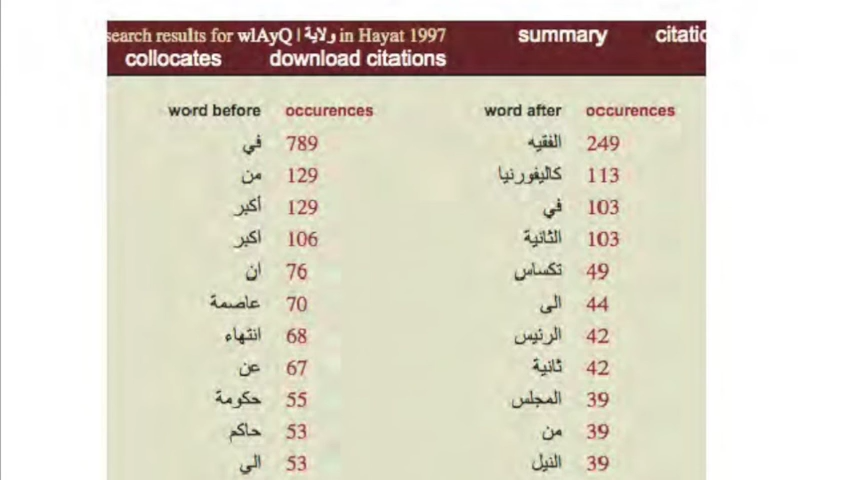 search results for wlAyQ | ولاية in Hayat 1997 summary
collocates download citations
word before occurences word after occurences
في 789 الفقيه 249
من 129 كاليفورنيا 113
أكبر 129 في 103
اكبر 106 الثانية 103
ان 76 تكساس 49
عاصمة 70 الى 44
انتهاء 68 الرئيس 42
عن 67 ثانية 42
حكومة 55 المجلس 39
حاكم 53 من 39
الي 53 النيل 39